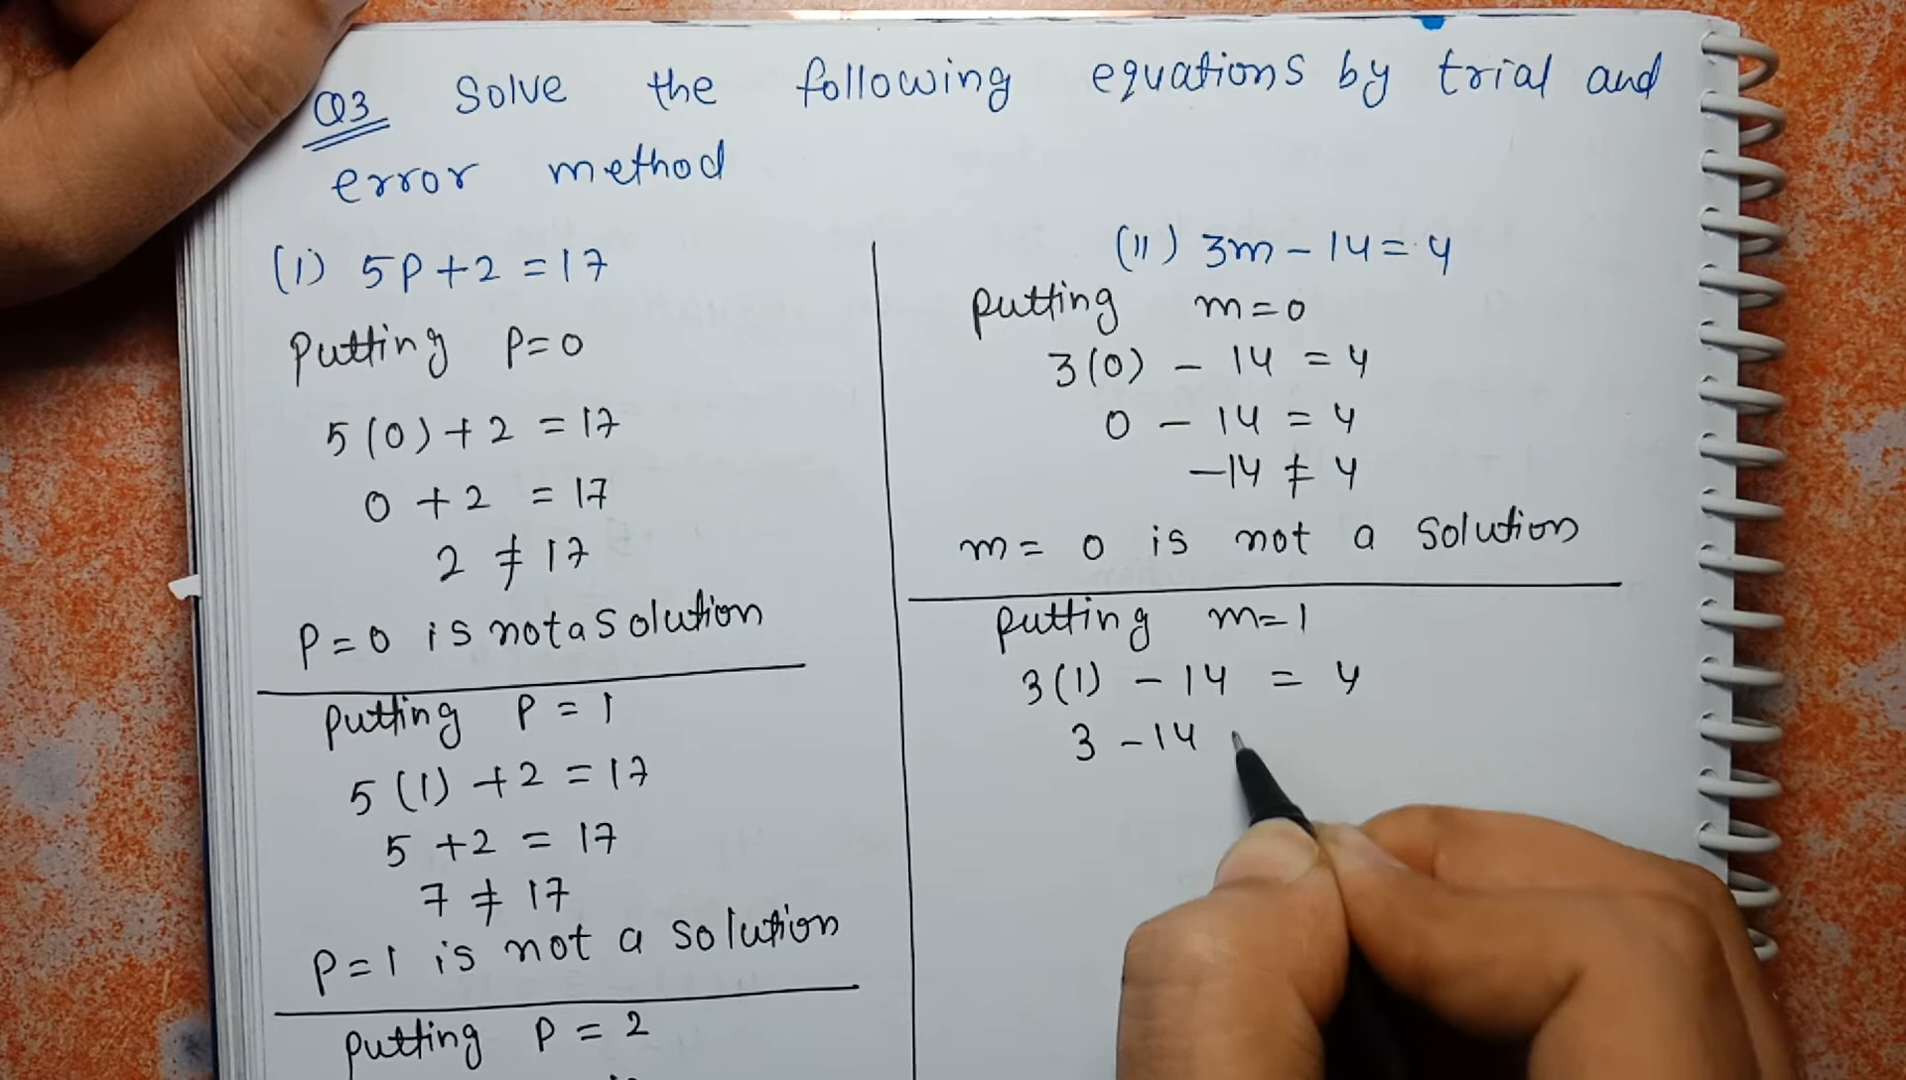 Q3 Solve the following equations by trial and
error method
(i) 5P+2=17
Putting P=0
5(0)+2=17
0+2=17
2≠17
P=0 is not a solution
Putting P=1
5(1)+2=17
5+2=17
7≠17
P=1 is not a solution
Putting P=2
(ii) 3m-14=4
Putting m=0
3(0)-14=4
0-14=4
-14≠4
m=0 is not a solution
Putting m=1
3(1)-14=4
3-14